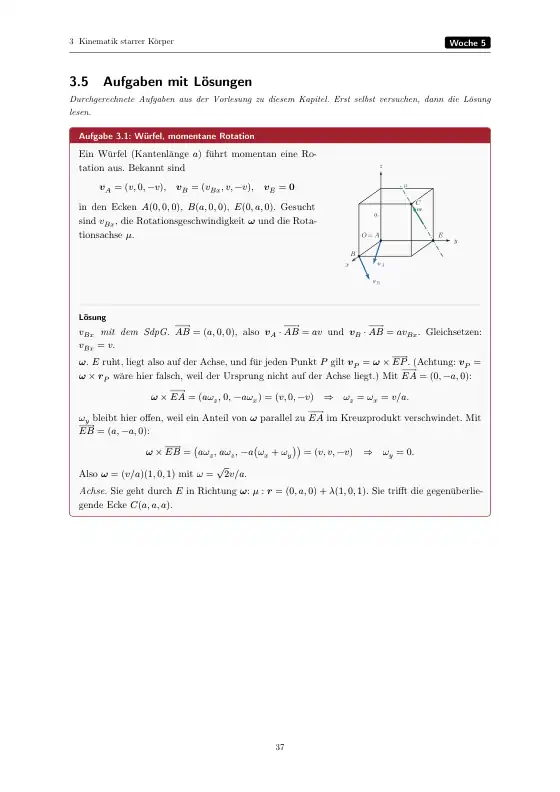 3 Kinematik starrer Körper
Woche 5
3.5 Aufgaben mit Lösungen
Durchgerechnete Aufgaben aus der Vorlesung zu diesem Kapitel. Erst selbst versuchen, dann die Lösung
lesen.
Aufgabe 3.1: Würfel, momentane Rotation
Ein Würfel (Kantenlänge a) führt momentan eine Ro-
tation aus. Bekannt sind
v_A = (v, 0, −v), v_B = (v_Bx, v, −v), v_E = 0
in den Ecken A(0, 0, 0), B(a, 0, 0), E(0, a, 0). Gesucht
sind v_Bx, die Rotationsgeschwindigkeit ω und die Rota-
tionsachse μ.
z
C
O = A
E
y
B
x
v_A
v_B
Lösung
v_Bx mit dem SdpG. AB = (a, 0, 0), also v_A · AB = av und v_B · AB = av_Bx. Gleichsetzen:
v_Bx = v.
ω. E ruht, liegt also auf der Achse, und für jeden Punkt P gilt v_P = ω × EP. (Achtung: v_P =
ω × r_P wäre hier falsch, weil der Ursprung nicht auf der Achse liegt.) Mit EA = (0, −a, 0):
ω × EA = (aω_z, 0, −aω_x) = (v, 0, −v) ⇒ ω_z = ω_x = v/a.
ω_y bleibt hier offen, weil ein Anteil von ω parallel zu EA im Kreuzprodukt verschwindet. Mit
EB = (a, −a, 0):
ω × EB = (aω_z, aω_z, −a(ω_x + ω_y)) = (v, v, −v) ⇒ ω_y = 0.
Also ω = (v/a)(1, 0, 1) mit ω = √2v/a.
Achse. Sie geht durch E in Richtung ω: μ : r = (0, a, 0) + λ(1, 0, 1). Sie trifft die gegenüberlie-
gende Ecke C(a, a, a).
37